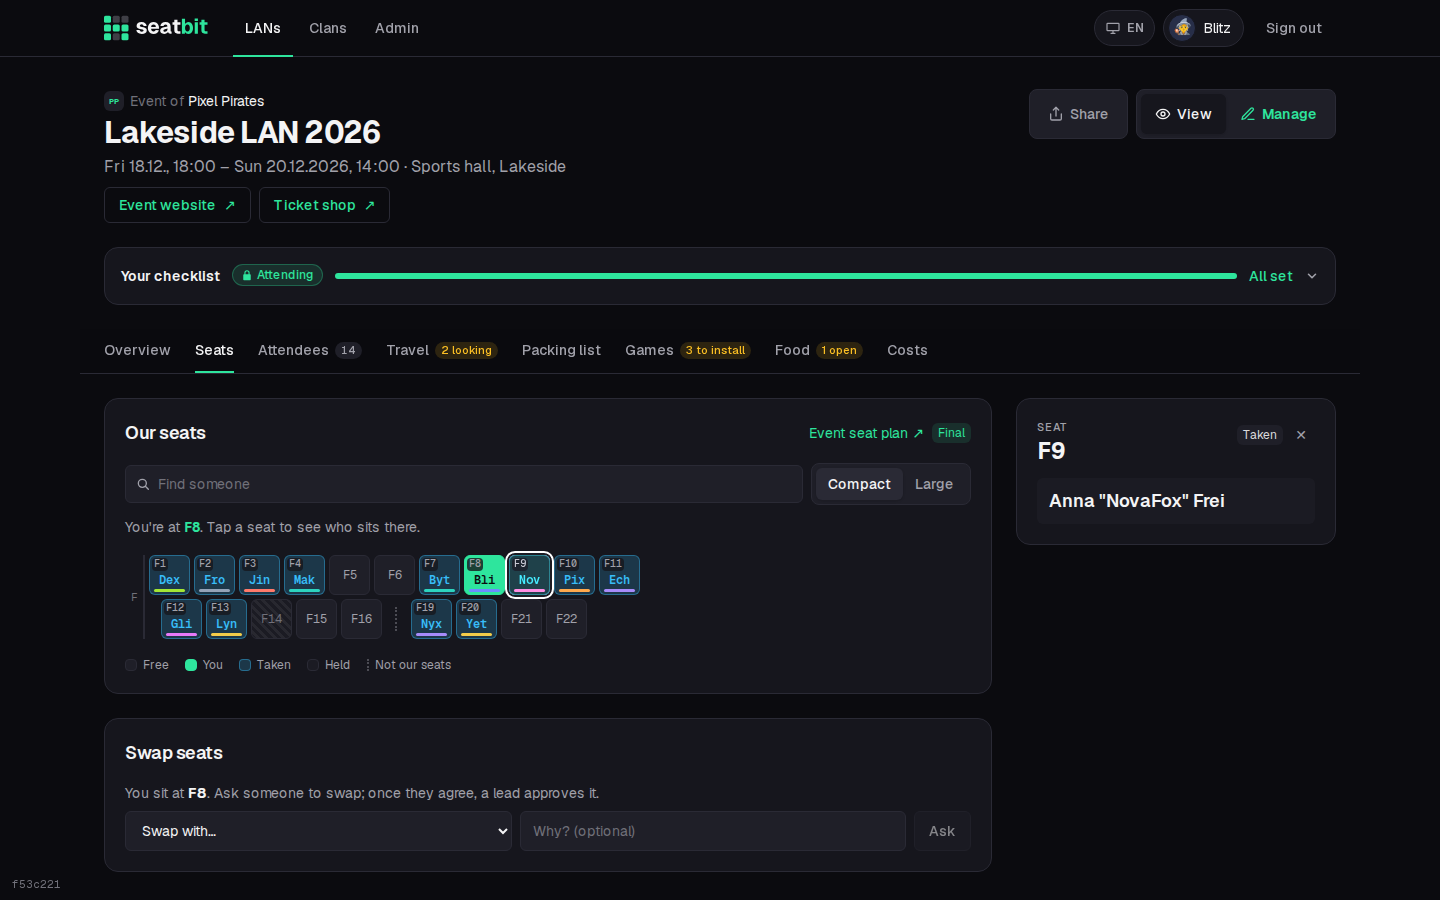 seatbit LANs Clans Admin EN Blitz Sign out
PP Event of Pixel Pirates
Lakeside LAN 2026
Fri 18.12., 18:00 – Sun 20.12.2026, 14:00 · Sports hall, Lakeside
Share View Manage
Event website ↗ Ticket shop ↗
Your checklist Attending All set
Overview Seats Attendees 14 Travel 2 looking Packing list Games 3 to install Food 1 open Costs
Our seats Event seat plan ↗ Final
Find someone Compact Large
You're at F8. Tap a seat to see who sits there.
F
F1 Dex F2 Fro F3 Jin F4 Mak F5 F6 F7 Byt F8 Bli F9 Nov F10 Pix F11 Ech
F12 Gli F13 Lyn F14 F15 F16 F19 Nyx F20 Yet F21 F22
Free You Taken Held Not our seats
SEAT
F9 Taken ✕
Anna "NovaFox" Frei
Swap seats
You sit at F8. Ask someone to swap; once they agree, a lead approves it.
Swap with… Why? (optional) Ask
f53c221